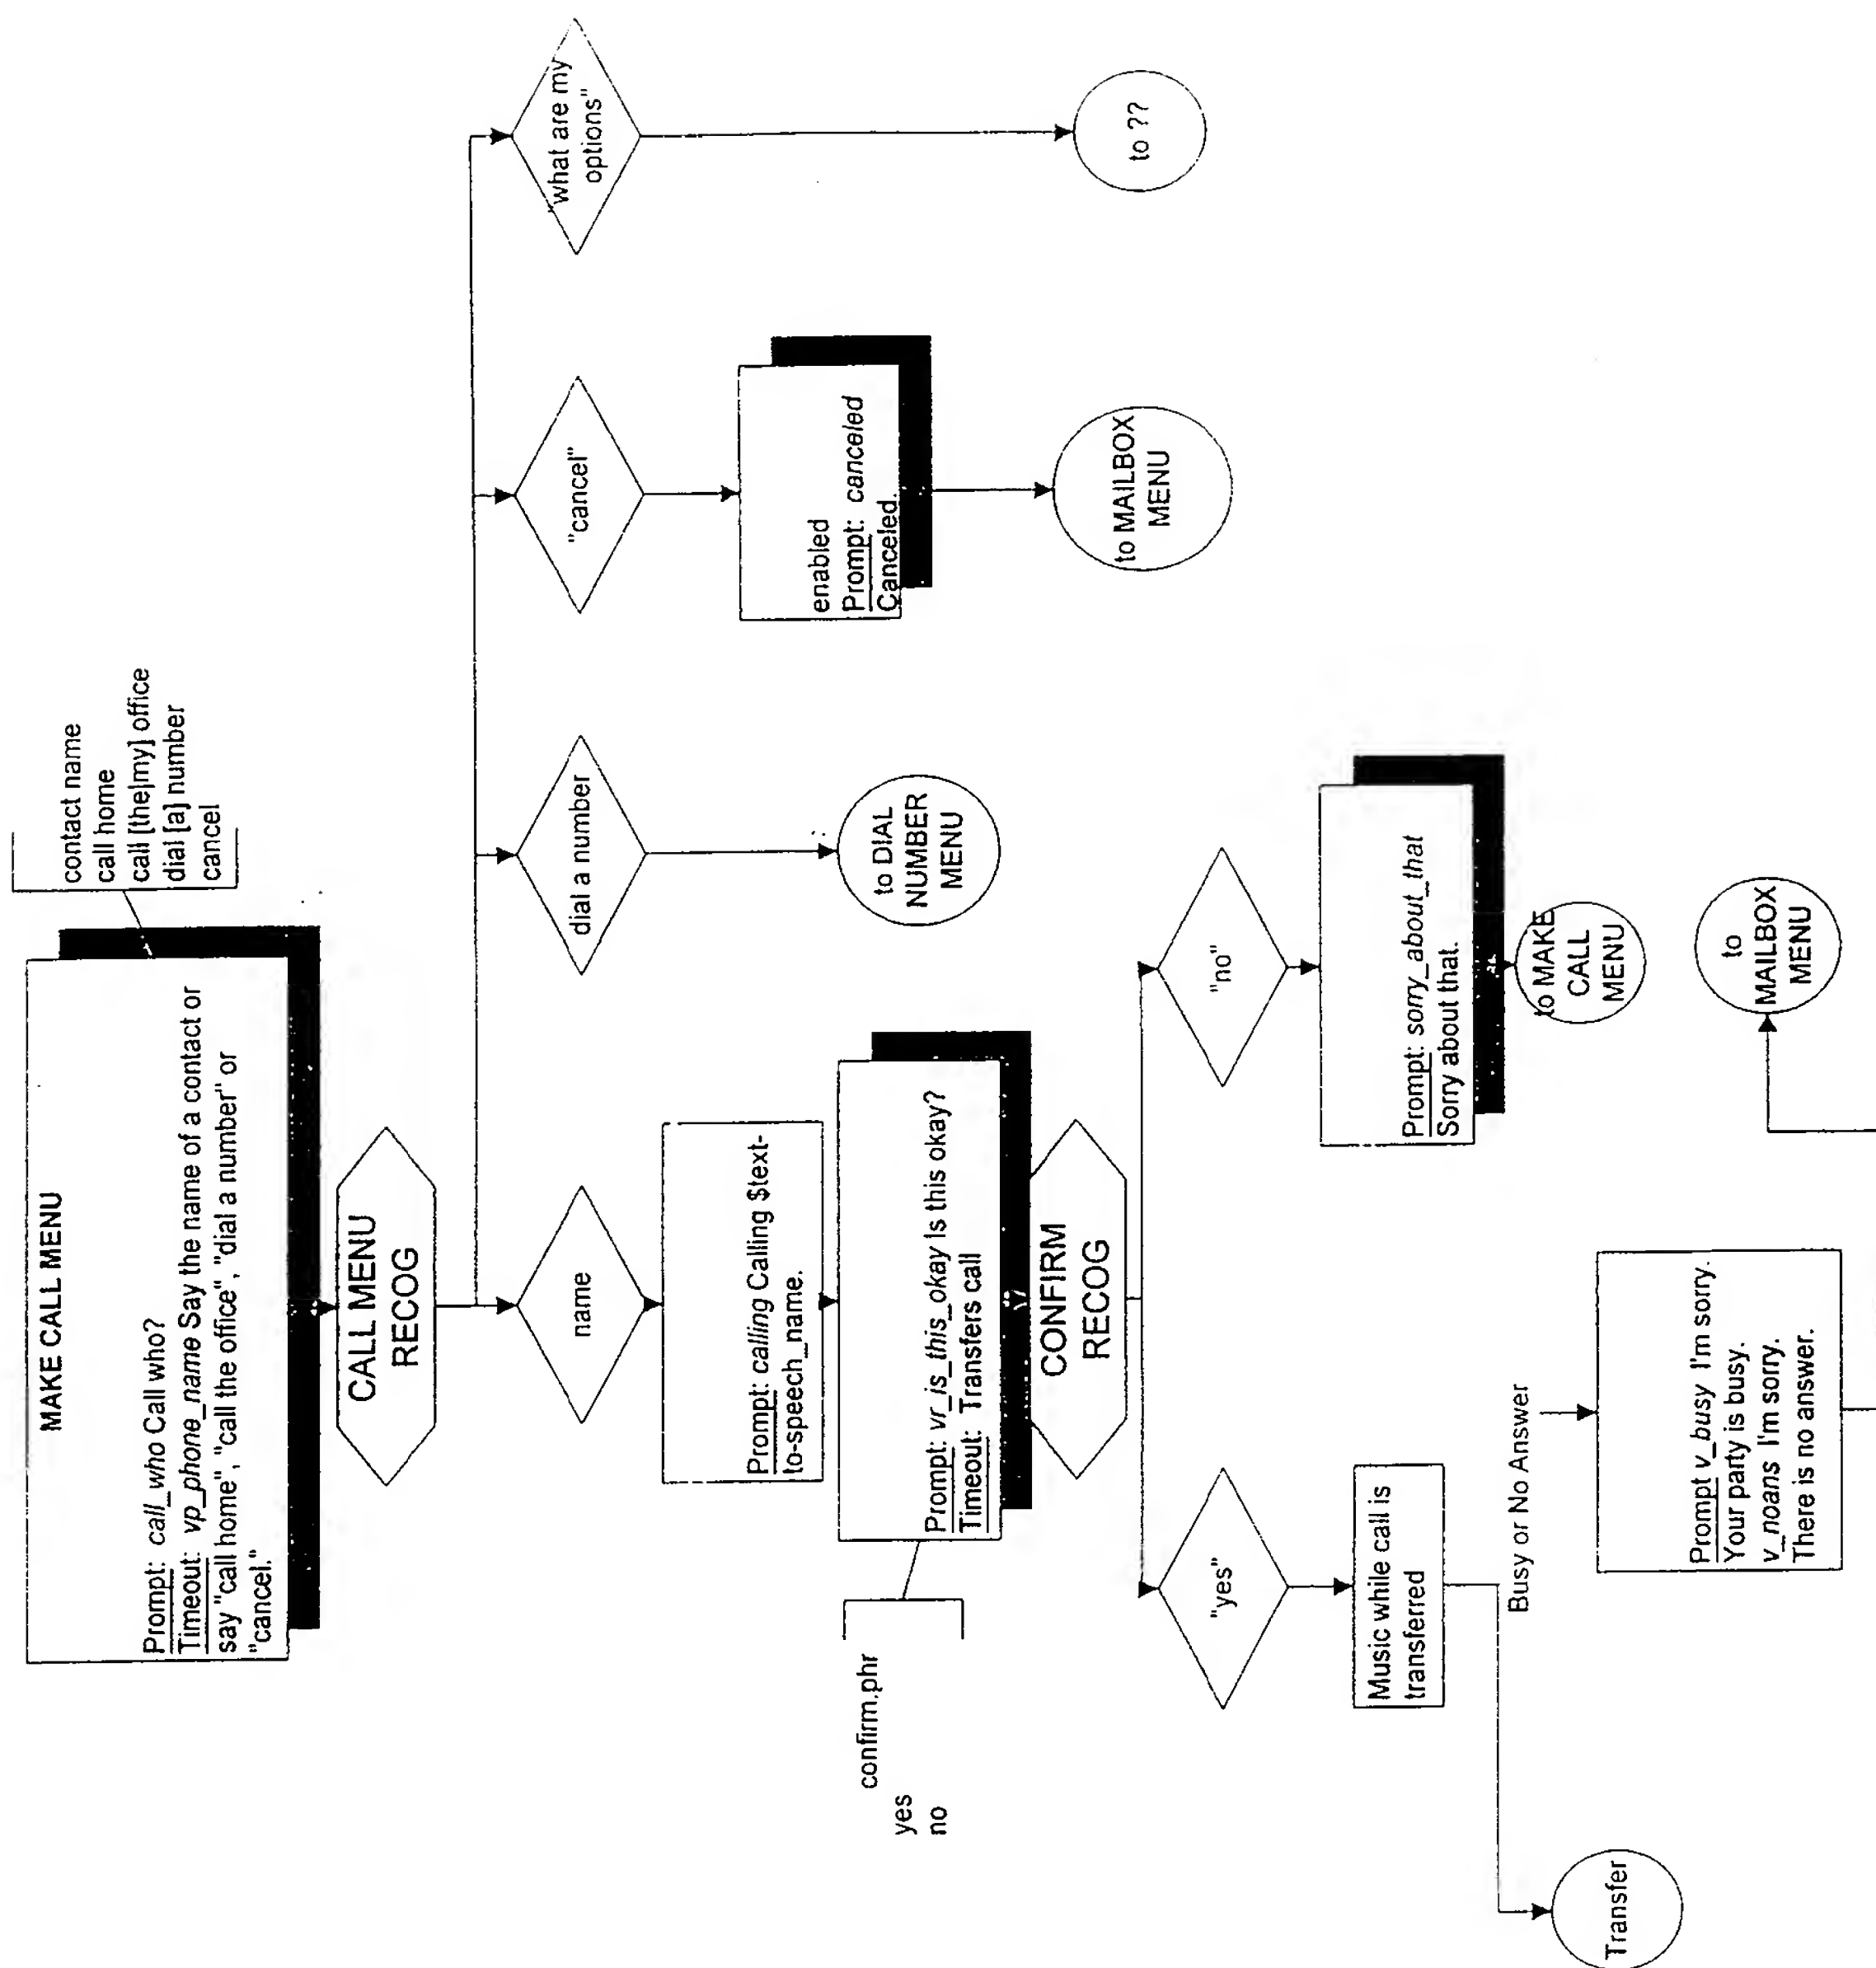 MAKE CALL MENU
Prompt: call_who Call who?
Timeout: vp_phone_name Say the name of a contact or
say "call home", "call the office", "dial a number" or
"cancel."
contact name
call home
call [the|my] office
dial [a] number
cancel
CALL MENU
RECOG
name
dial a number
"cancel"
"what are my
options"
Prompt: calling Calling $text-
to-speech_name.
to DIAL
NUMBER
MENU
enabled
Prompt: canceled
Canceled.
to MAILBOX
MENU
to ??
confirm.phr
yes
no
Prompt: vr_is_this_okay Is this okay?
Timeout: Transfers call
CONFIRM
RECOG
"yes"
"no"
Music while call is
transferred
Prompt: sorry_about_that
Sorry about that.
to MAKE
CALL
MENU
Transfer
Busy or No Answer
Prompt v_busy I'm sorry.
Your party is busy.
v_noans I'm sorry.
There is no answer.
to
MAILBOX
MENU